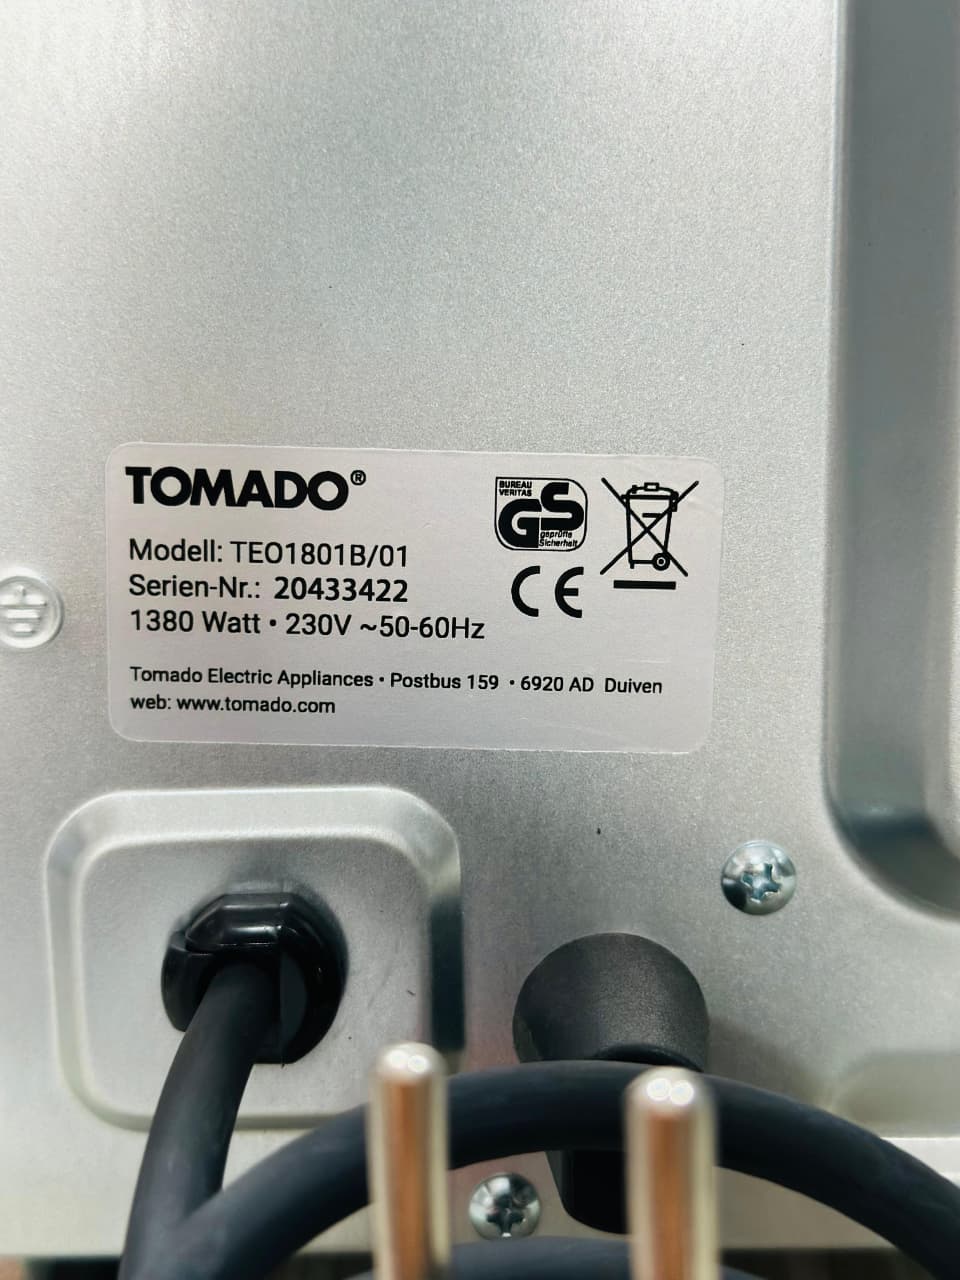 TOMADO®
Modell: TEO1801B/01
Serien-Nr.: 20433422
1380 Watt • 230V ~50-60Hz
Tomado Electric Appliances • Postbus 159 • 6920 AD Duiven
web: www.tomado.com
BUREAU
VERITAS
GS
geprüfte
Sicherheit
CE